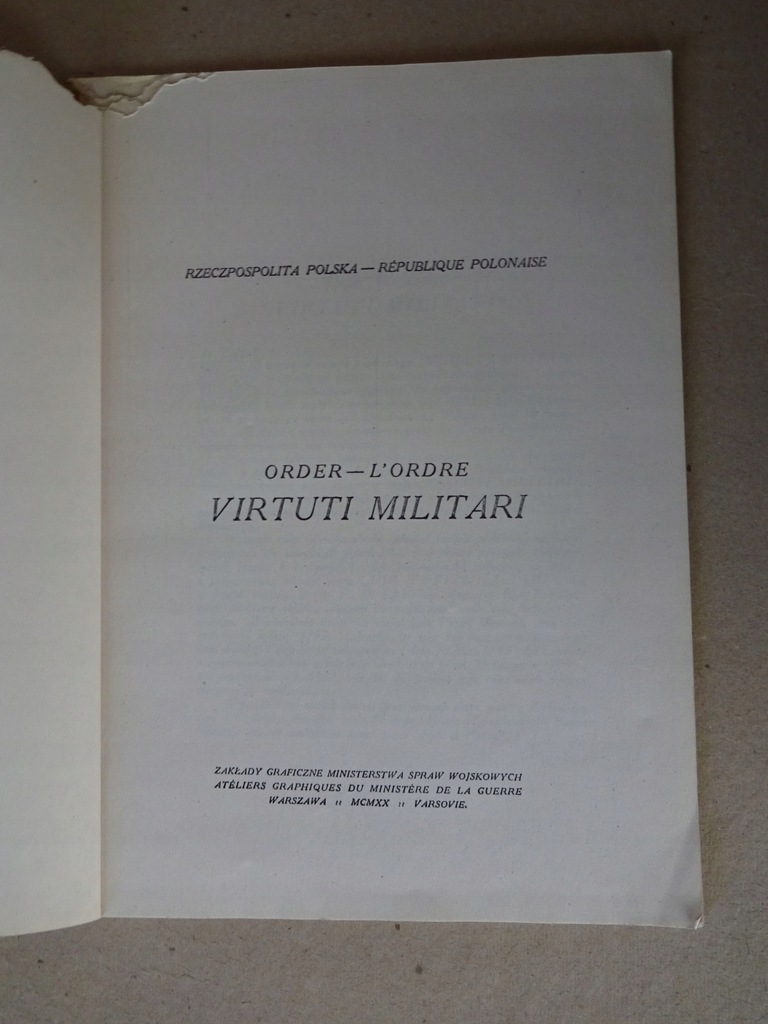 RZECZPOSPOLITA POLSKA — RÉPUBLIQUE POLONAISE
ORDER — L'ORDRE
VIRTUTI MILITARI
ZAKŁADY GRAFICZNE MINISTERSTWA SPRAW WOJSKOWYCH
ATÉLIERS GRAPHIQUES DU MINISTÈRE DE LA GUERRE
WARSZAWA :: MCMXX :: VARSOVIE.